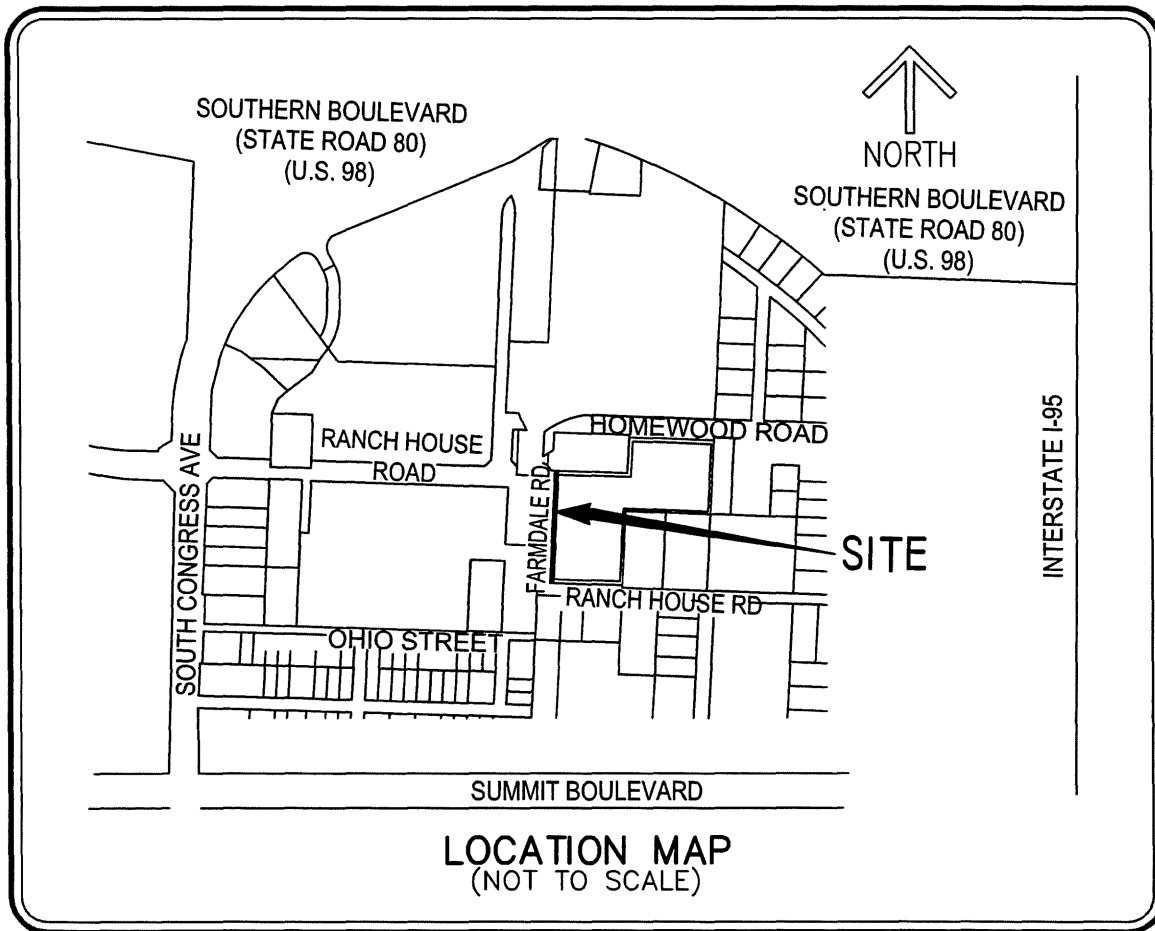 SOUTHERN BOULEVARD
(STATE ROAD 80)
(U.S. 98)
NORTH
SOUTHERN BOULEVARD
(STATE ROAD 80)
(U.S. 98)
HOMEWOOD ROAD
RANCH HOUSE
ROAD
SOUTH CONGRESS AVE
FARMDALE RD
INTERSTATE I-95
SITE
RANCH HOUSE RD
OHIO STREET
SUMMIT BOULEVARD
LOCATION MAP
(NOT TO SCALE)